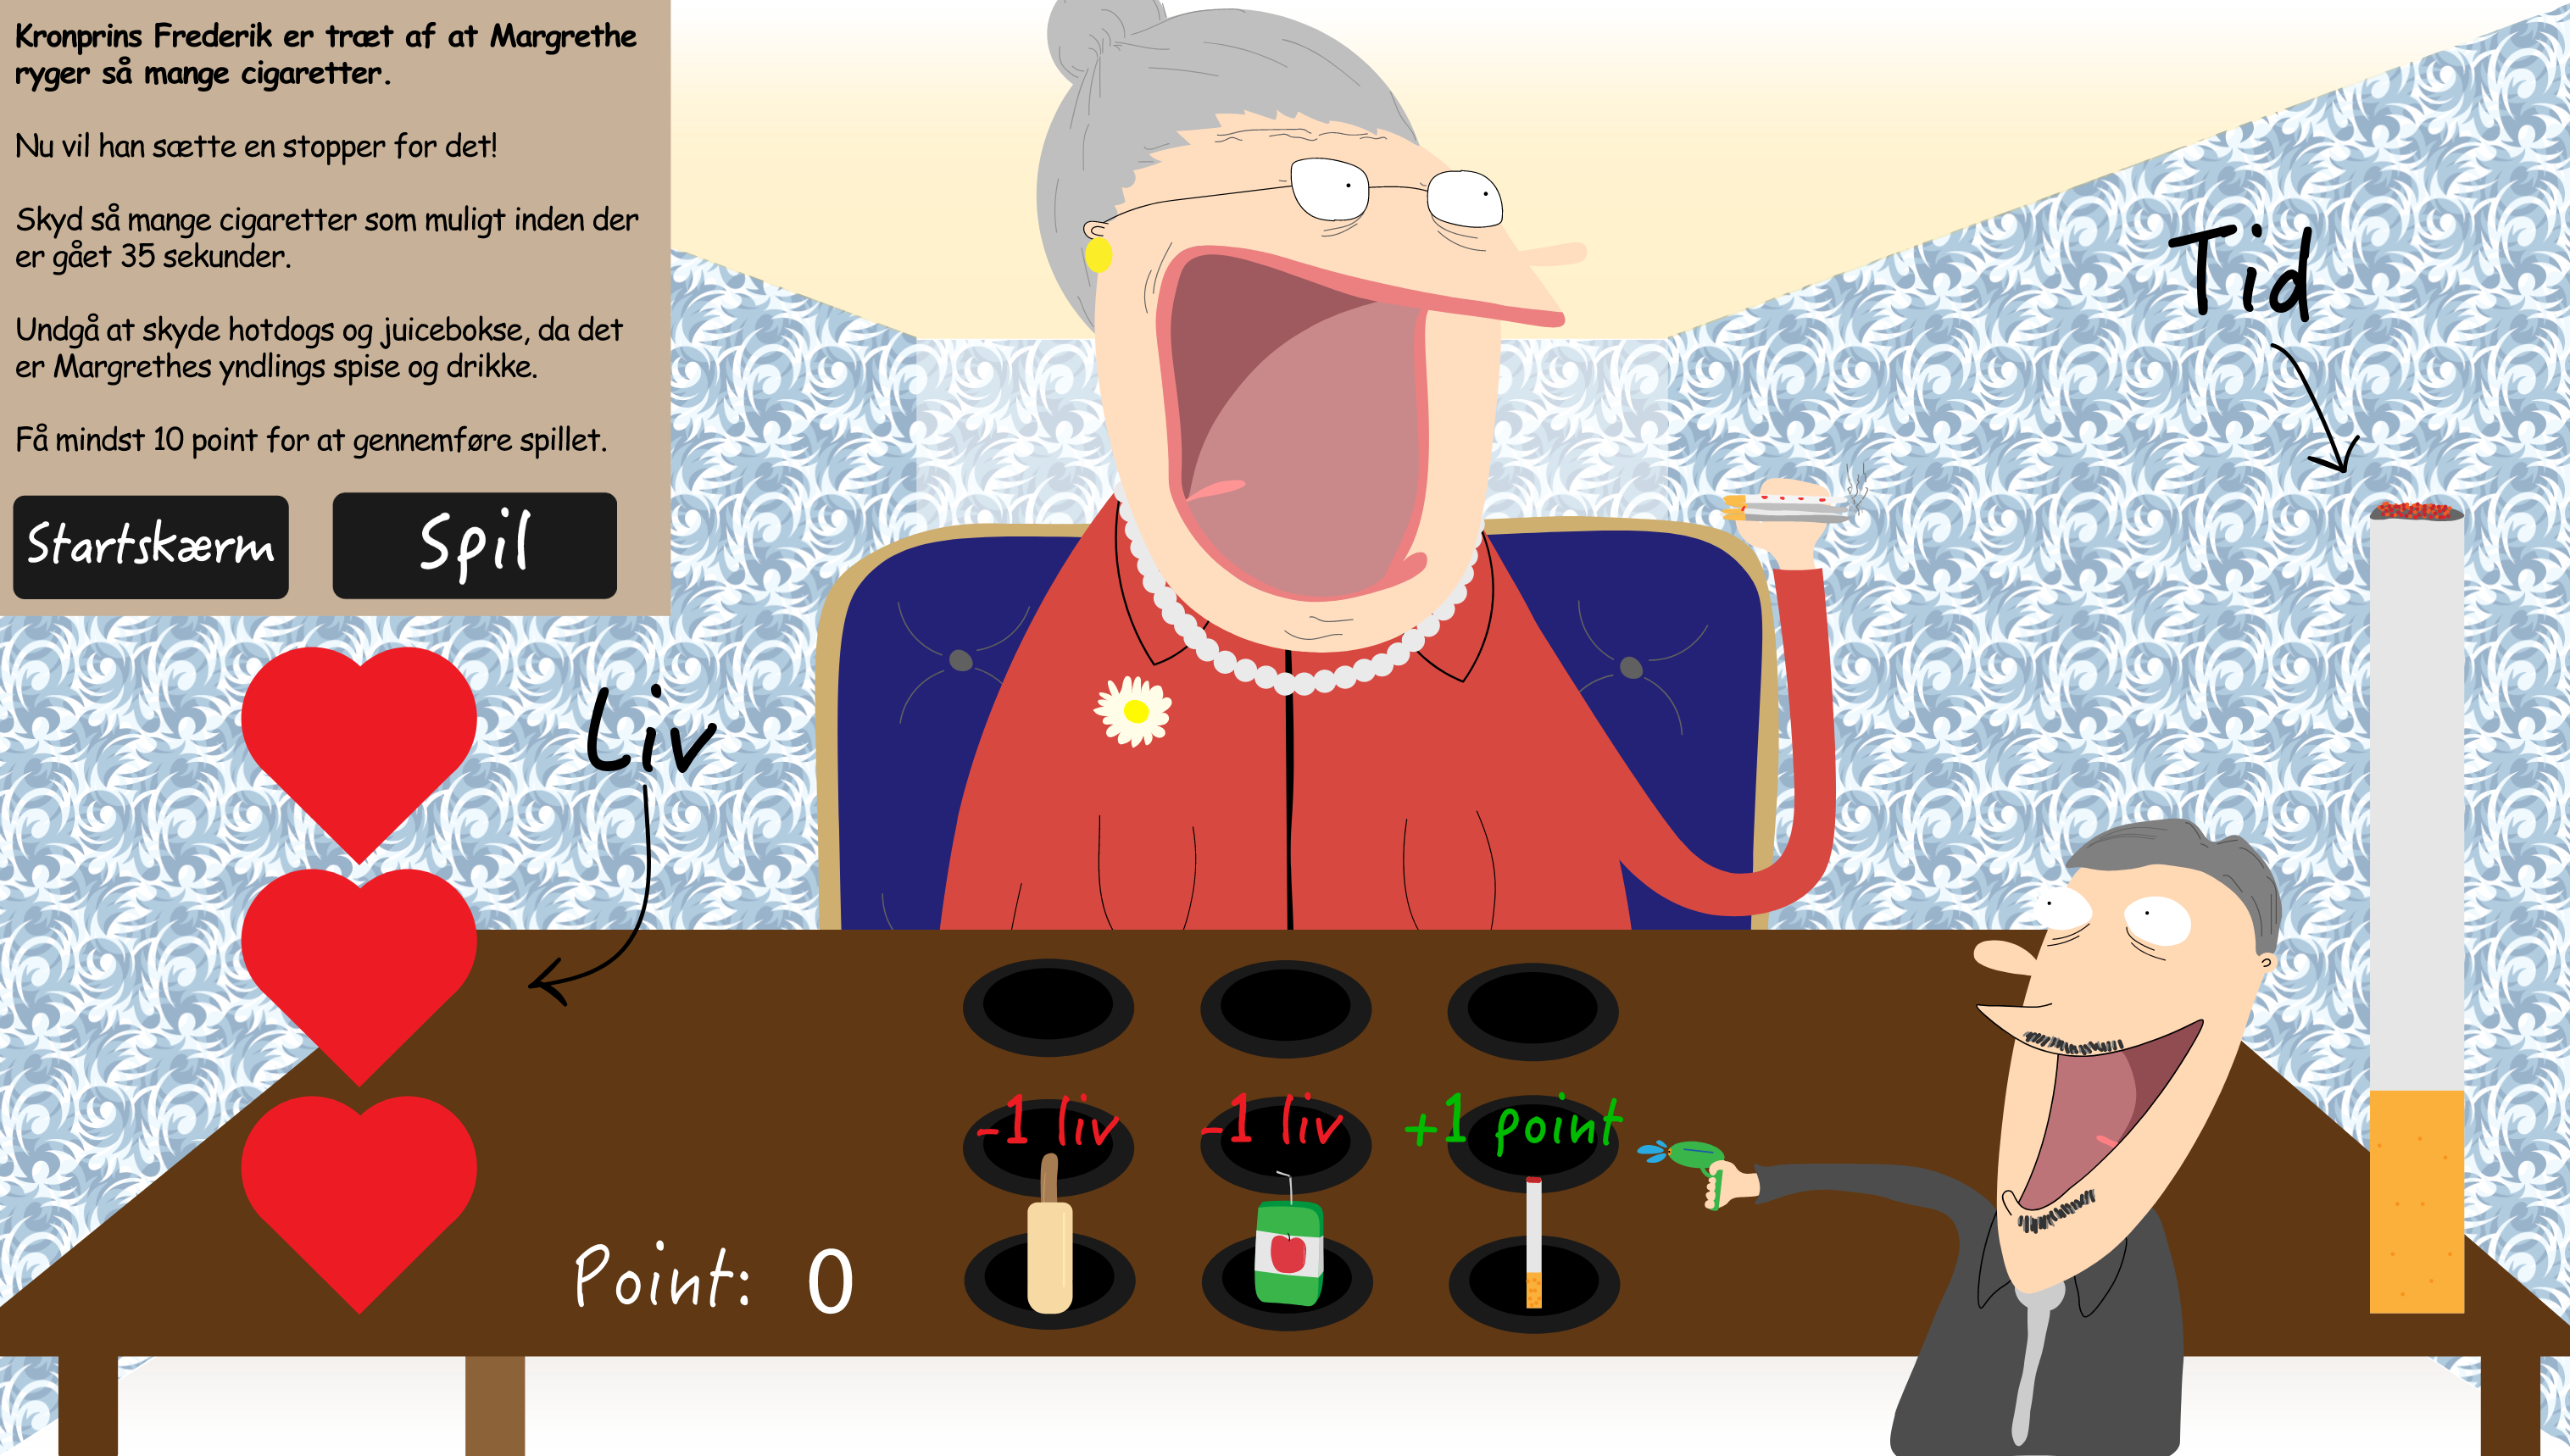 Kronprins Frederik er træt af at Margrethe
ryger så mange cigaretter.
Nu vil han sætte en stopper for det!
Skyd så mange cigaretter som muligt inden der
er gået 35 sekunder.
Undgå at skyde hotdogs og juicebokse, da det
er Margrethes yndlings spise og drikke.
Få mindst 10 point for at gennemføre spillet.
Startskærm
Spil
Tid
Liv
-1 liv
-1 liv
+1 point
Point: 0